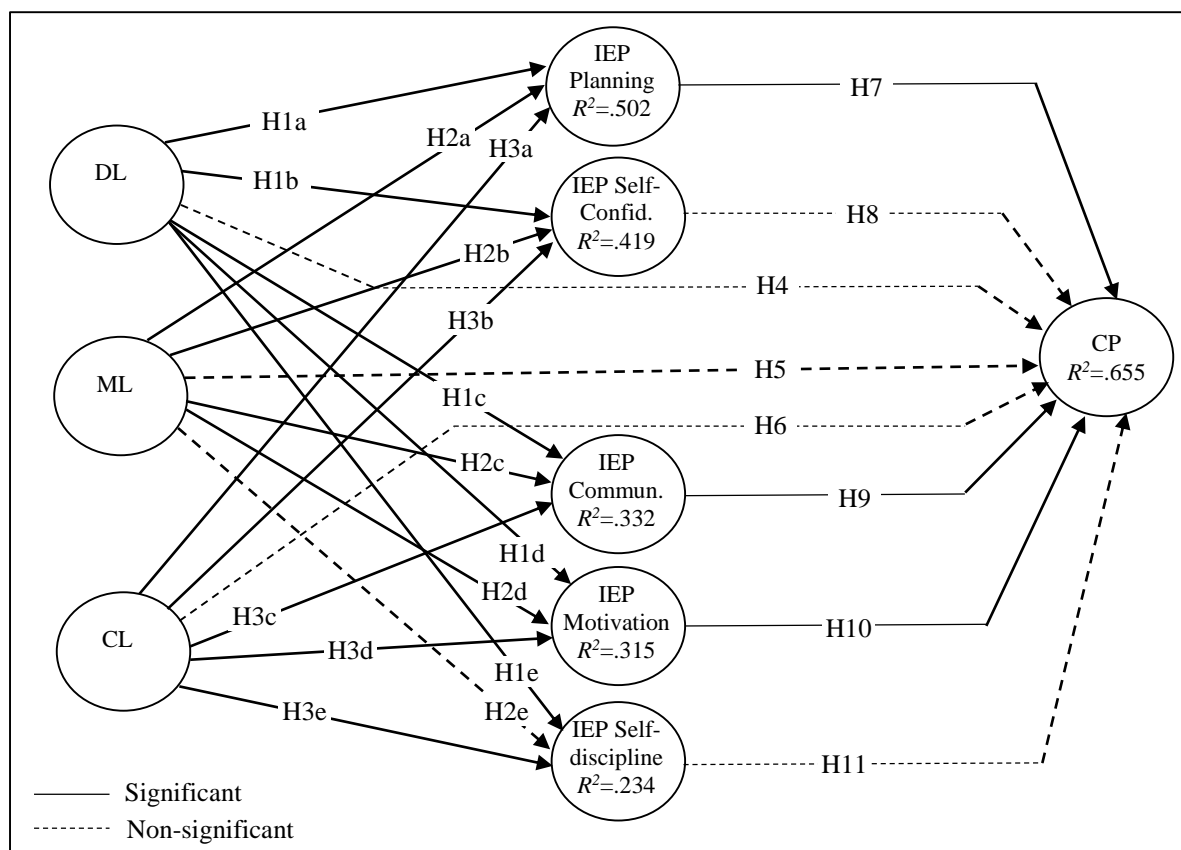 IEP
Planning
R²=.502
H7
H1a
H2a
H3a
DL
H1b
IEP Self-
Confid.
R²=.419
H8
H2b
H4
H3b
CP
R²=.655
ML
H5
H1c
H6
H2c
IEP
Commun.
R²=.332
H9
H1d
H2d
IEP
Motivation
R²=.315
H10
H3c
CL
H3d
H1e
H3e
H2e
IEP Self-
discipline
R²=.234
H11
Significant
Non-significant